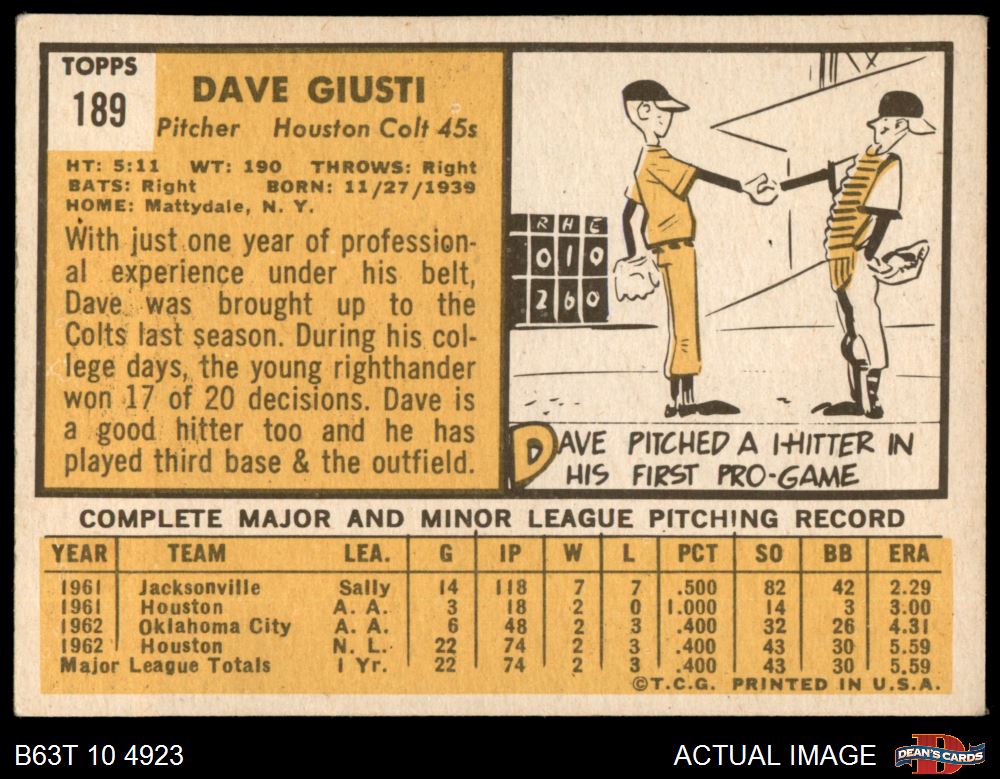 TOPPS
189
DAVE GIUSTI
Pitcher Houston Colt 45s
HT: 5:11 WT: 190 THROWS: Right
BATS: Right BORN: 11/27/1939
HOME: Mattydale, N. Y.
With just one year of profession-
al experience under his belt,
Dave was brought up to the
Colts last season. During his col-
lege days, the young righthander
won 17 of 20 decisions. Dave is
a good hitter too and he has
played third base & the outfield.
R H E
0 1 0
2 6 0
DAVE PITCHED A 1-HITTER IN
HIS FIRST PRO-GAME
COMPLETE MAJOR AND MINOR LEAGUE PITCHING RECORD
YEAR TEAM LEA. G IP W L PCT SO BB ERA
1961 Jacksonville Sally 14 118 7 7 .500 82 42 2.29
1961 Houston A. A. 3 18 2 0 1.000 14 3 3.00
1962 Oklahoma City A. A. 6 48 2 3 .400 32 26 4.31
1962 Houston N. L. 22 74 2 3 .400 43 30 5.59
Major League Totals 1 Yr. 22 74 2 3 .400 43 30 5.59
©T.C.G. PRINTED IN U.S.A.
B63T 10 4923
ACTUAL IMAGE
DEAN'S CARDS